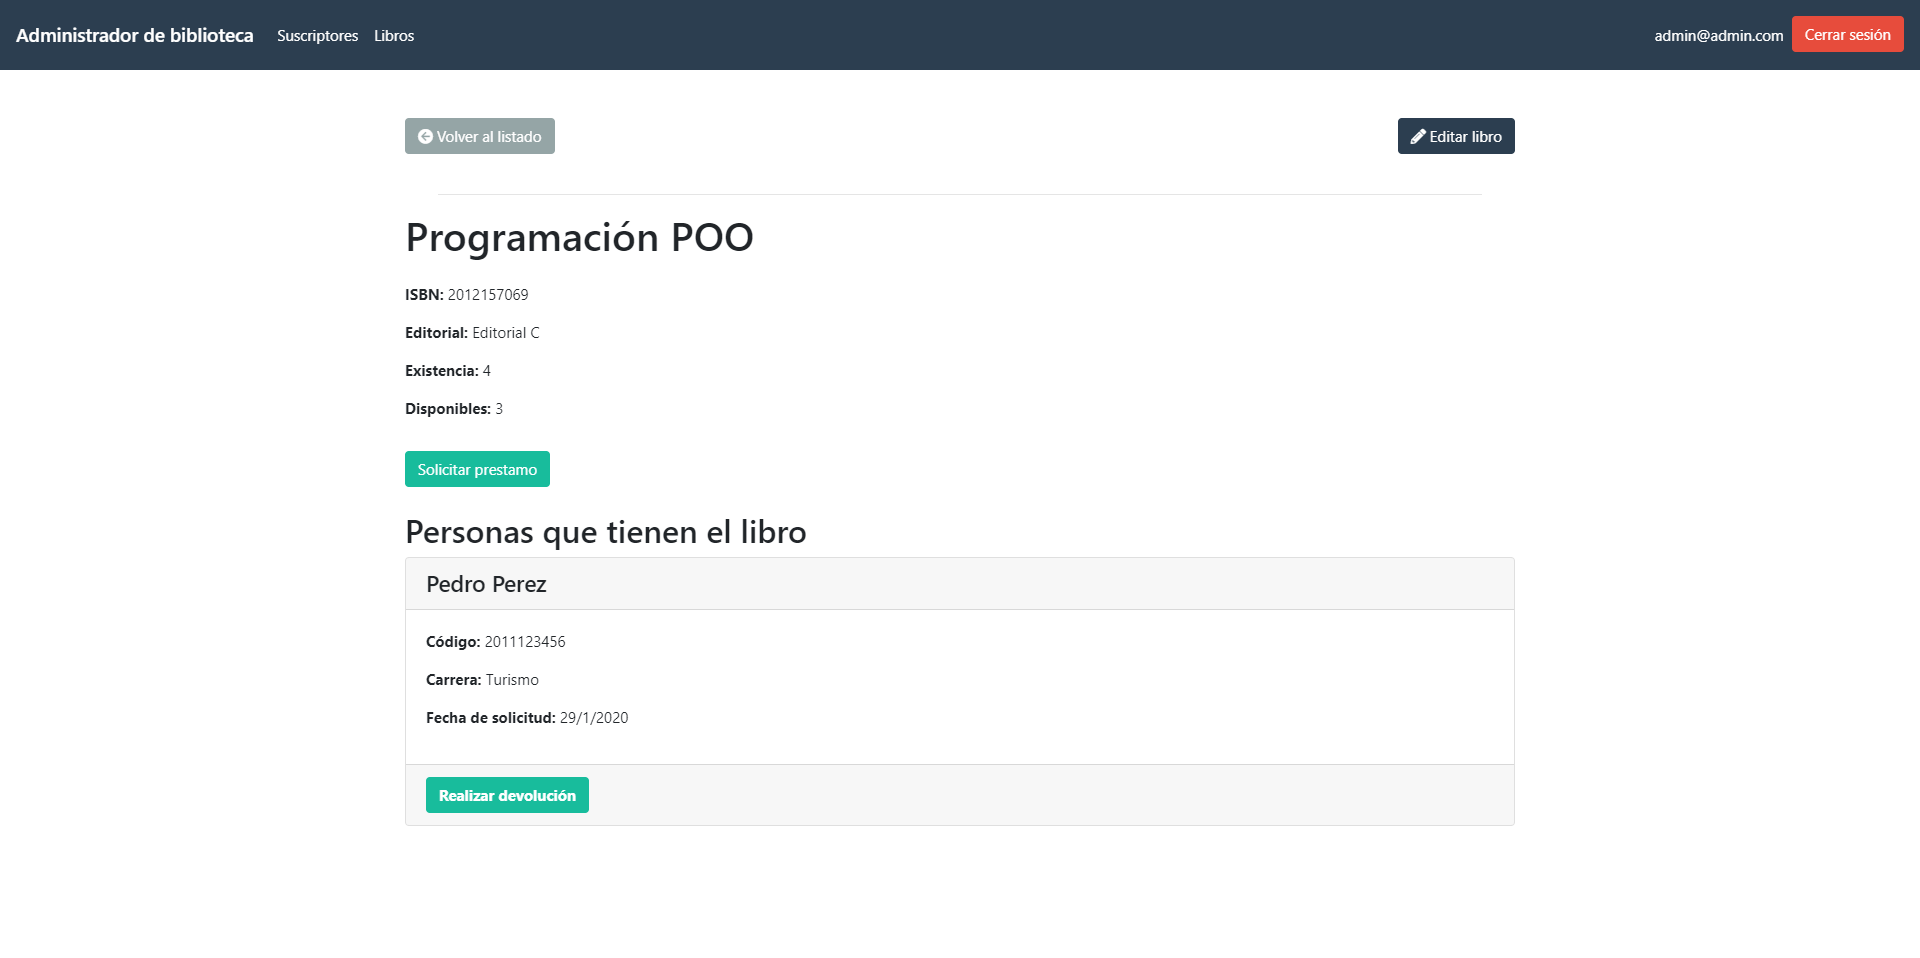 Administrador de biblioteca Suscriptores Libros admin@admin.com Cerrar sesión
Volver al listado Editar libro
Programación POO
ISBN: 2012157069
Editorial: Editorial C
Existencia: 4
Disponibles: 3
Solicitar prestamo
Personas que tienen el libro
Pedro Perez
Código: 2011123456
Carrera: Turismo
Fecha de solicitud: 29/1/2020
Realizar devolución